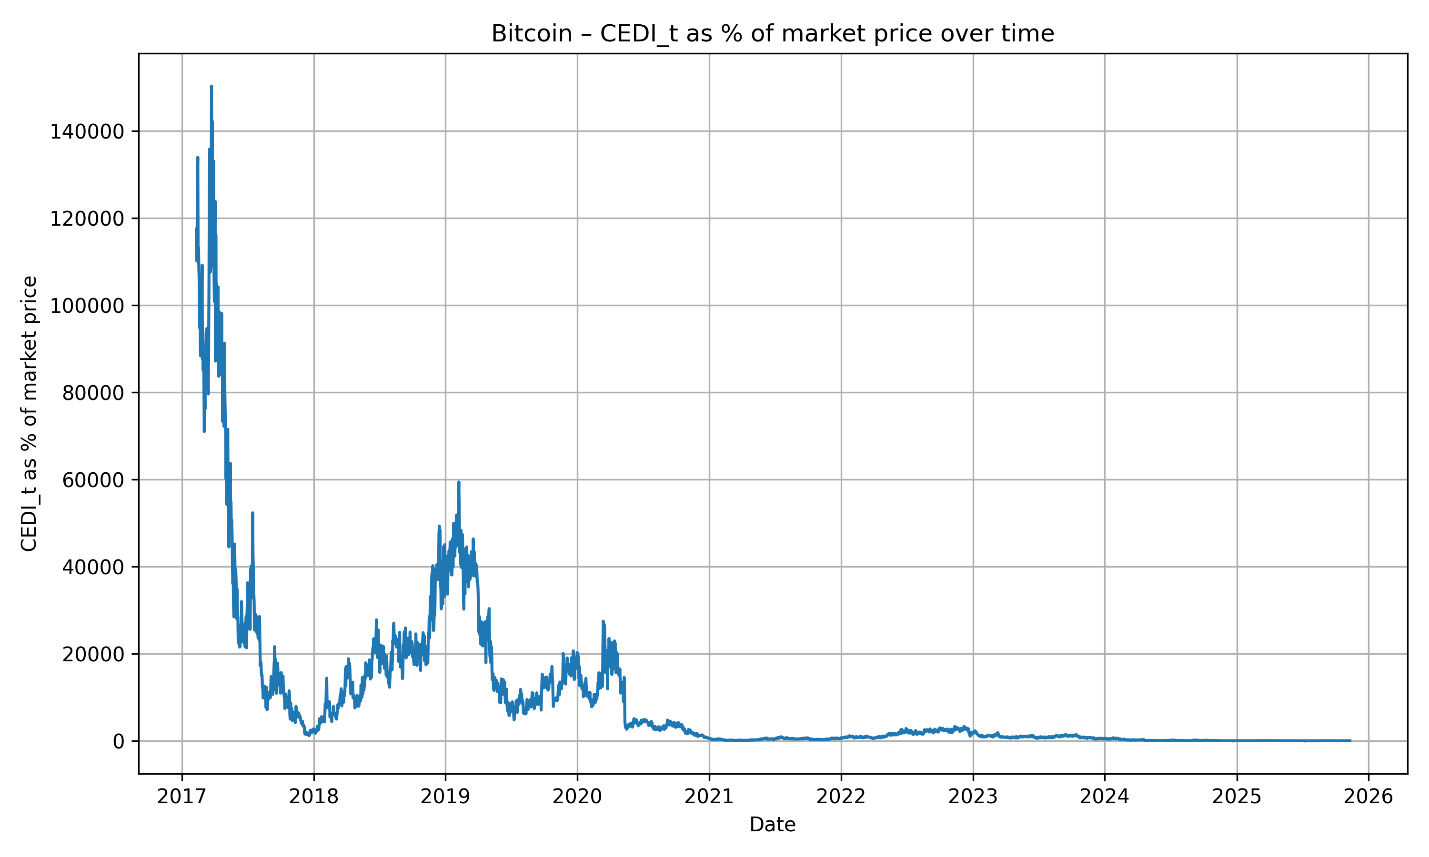 Bitcoin – CEDI_t as % of market price over time
CEDI_t as % of market price
140000
120000
100000
80000
60000
40000
20000
0
2017 2018 2019 2020 2021 2022 2023 2024 2025 2026
Date